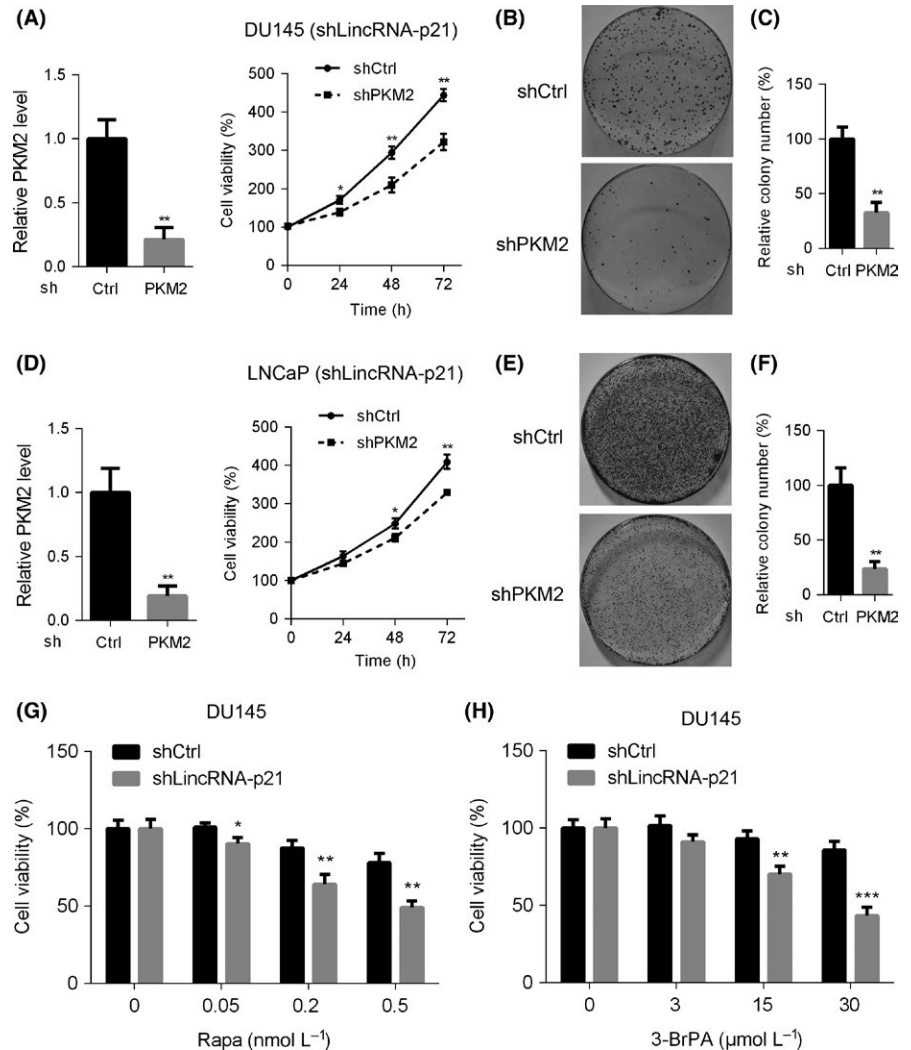 (A)
DU145 (shLincRNA-p21)
Relative PKM2 level
1.5
1.0
0.5
0.0
**
sh
Ctrl PKM2
Cell viability (%)
500
400
300
200
100
0
shCtrl
shPKM2
*
**
**
0 24 48 72
Time (h)
(B)
shCtrl
shPKM2
(C)
Relative colony number (%)
150
100
50
0
**
sh Ctrl PKM2
(D)
LNCaP (shLincRNA-p21)
Relative PKM2 level
1.5
1.0
0.5
0.0
**
sh
Ctrl PKM2
Cell viability (%)
500
400
300
200
100
0
shCtrl
shPKM2
*
**
0 24 48 72
Time (h)
(E)
shCtrl
shPKM2
(F)
Relative colony number (%)
150
100
50
0
**
sh Ctrl PKM2
(G)
DU145
Cell viability (%)
150
100
50
0
shCtrl
shLincRNA-p21
*
**
**
0 0.05 0.2 0.5
Rapa (nmol L⁻¹)
(H)
DU145
Cell viability (%)
150
100
50
0
shCtrl
shLincRNA-p21
**
***
0 3 15 30
3-BrPA (µmol L⁻¹)